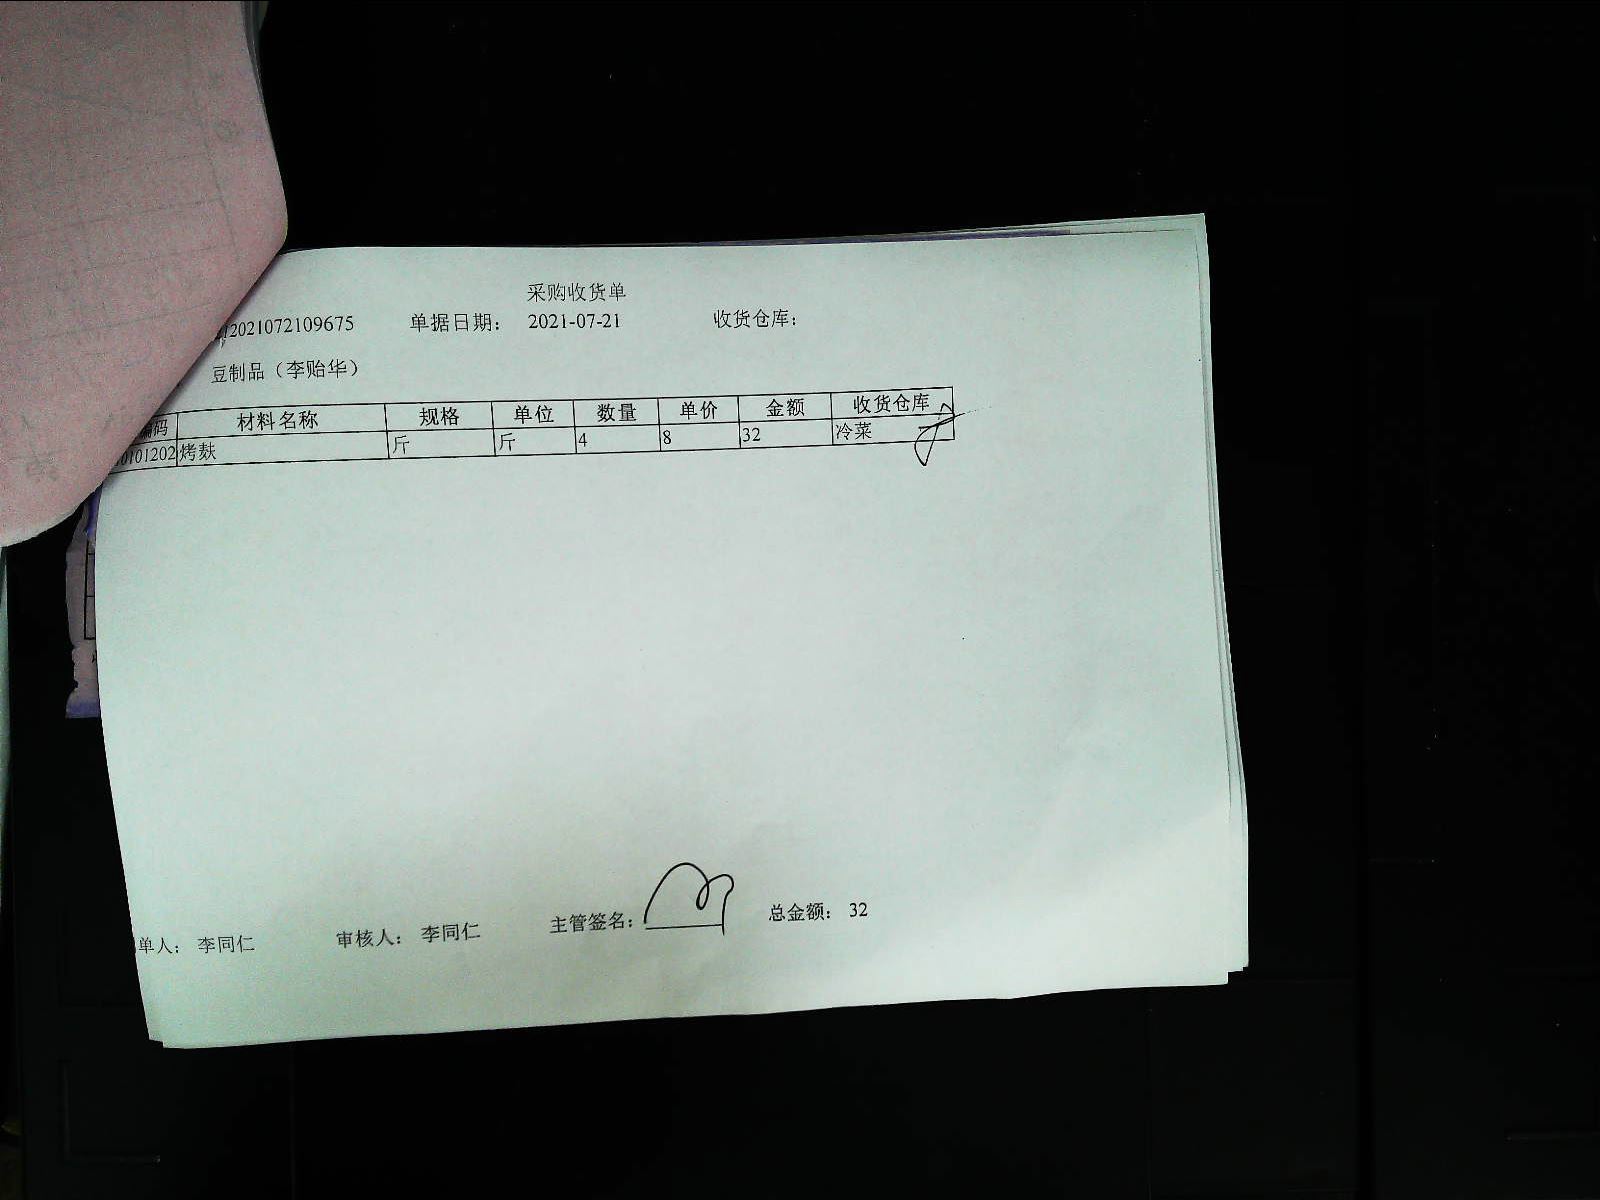 采购收货单
2021072109675 单据日期： 2021-07-21 收货仓库：
豆制品（李贻华）
编码 材料名称 规格 单位 数量 单价 金额 收货仓库
0101202 烤麸 斤 斤 4 8 32 冷菜
单人： 李同仁 审核人： 李同仁 主管签名： 总金额： 32